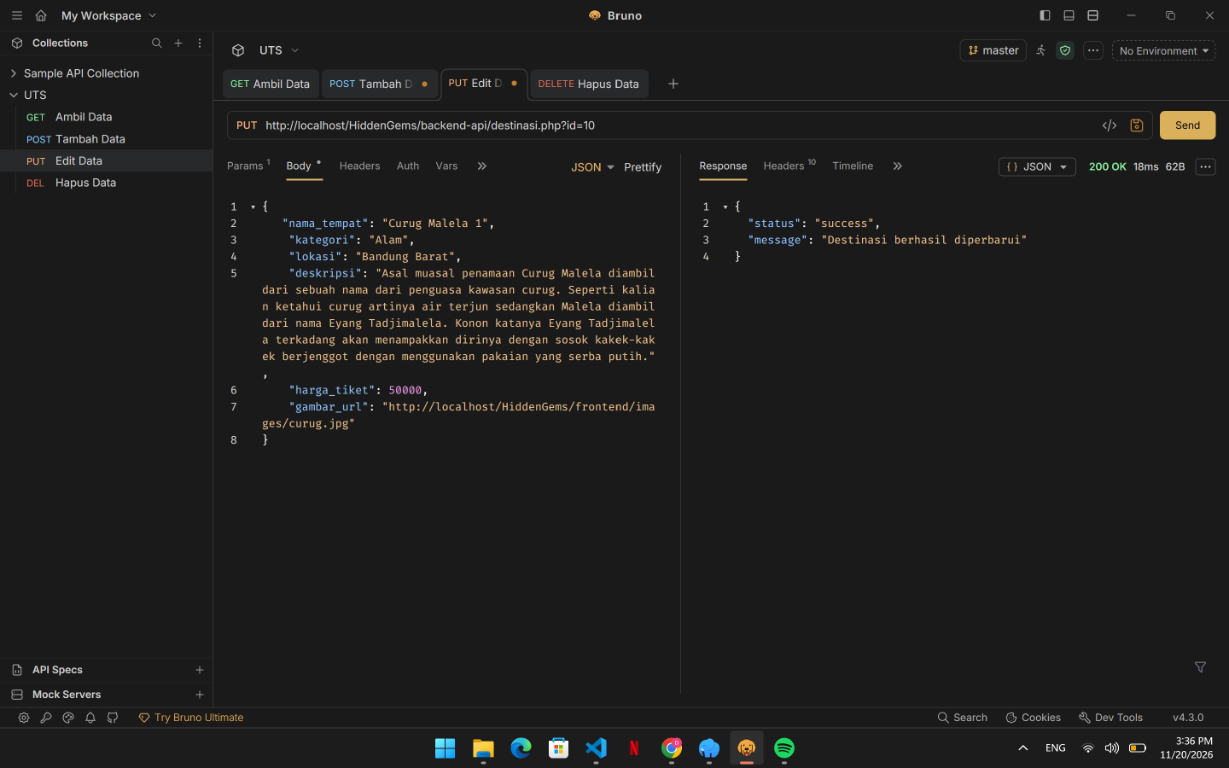 My Workspace
Bruno
Collections
UTS
master
No Environment
Sample API Collection
UTS
GET Ambil Data
POST Tambah Data
PUT Edit Data
DEL Hapus Data
GET Ambil Data
POST Tambah D
PUT Edit D
DELETE Hapus Data
PUT http://localhost/HiddenGems/backend-api/destinasi.php?id=10
Send
Params 1 Body Headers Auth Vars
JSON Prettify
1 {
2 "nama_tempat": "Curug Malela 1",
3 "kategori": "Alam",
4 "lokasi": "Bandung Barat",
5 "deskripsi": "Asal muasal penamaan Curug Malela diambil
dari sebuah nama dari penguasa kawasan curug. Seperti kalia
n ketahui curug artinya air terjun sedangkan Malela diambil
dari nama Eyang Tadjimalela. Konon katanya Eyang Tadjimalel
a terkadang akan menampakkan dirinya dengan sosok kakek-kak
ek berjenggot dengan menggunakan pakaian yang serba putih."
,
6 "harga_tiket": 50000,
7 "gambar_url": "http://localhost/HiddenGems/frontend/ima
ges/curug.jpg"
8 }
Response Headers 10 Timeline
{ } JSON
200 OK 18ms 62B
1 {
2 "status": "success",
3 "message": "Destinasi berhasil diperbarui"
4 }
API Specs
Mock Servers
Try Bruno Ultimate
Search
Cookies
Dev Tools
v4.3.0
ENG
3:36 PM
11/20/2026